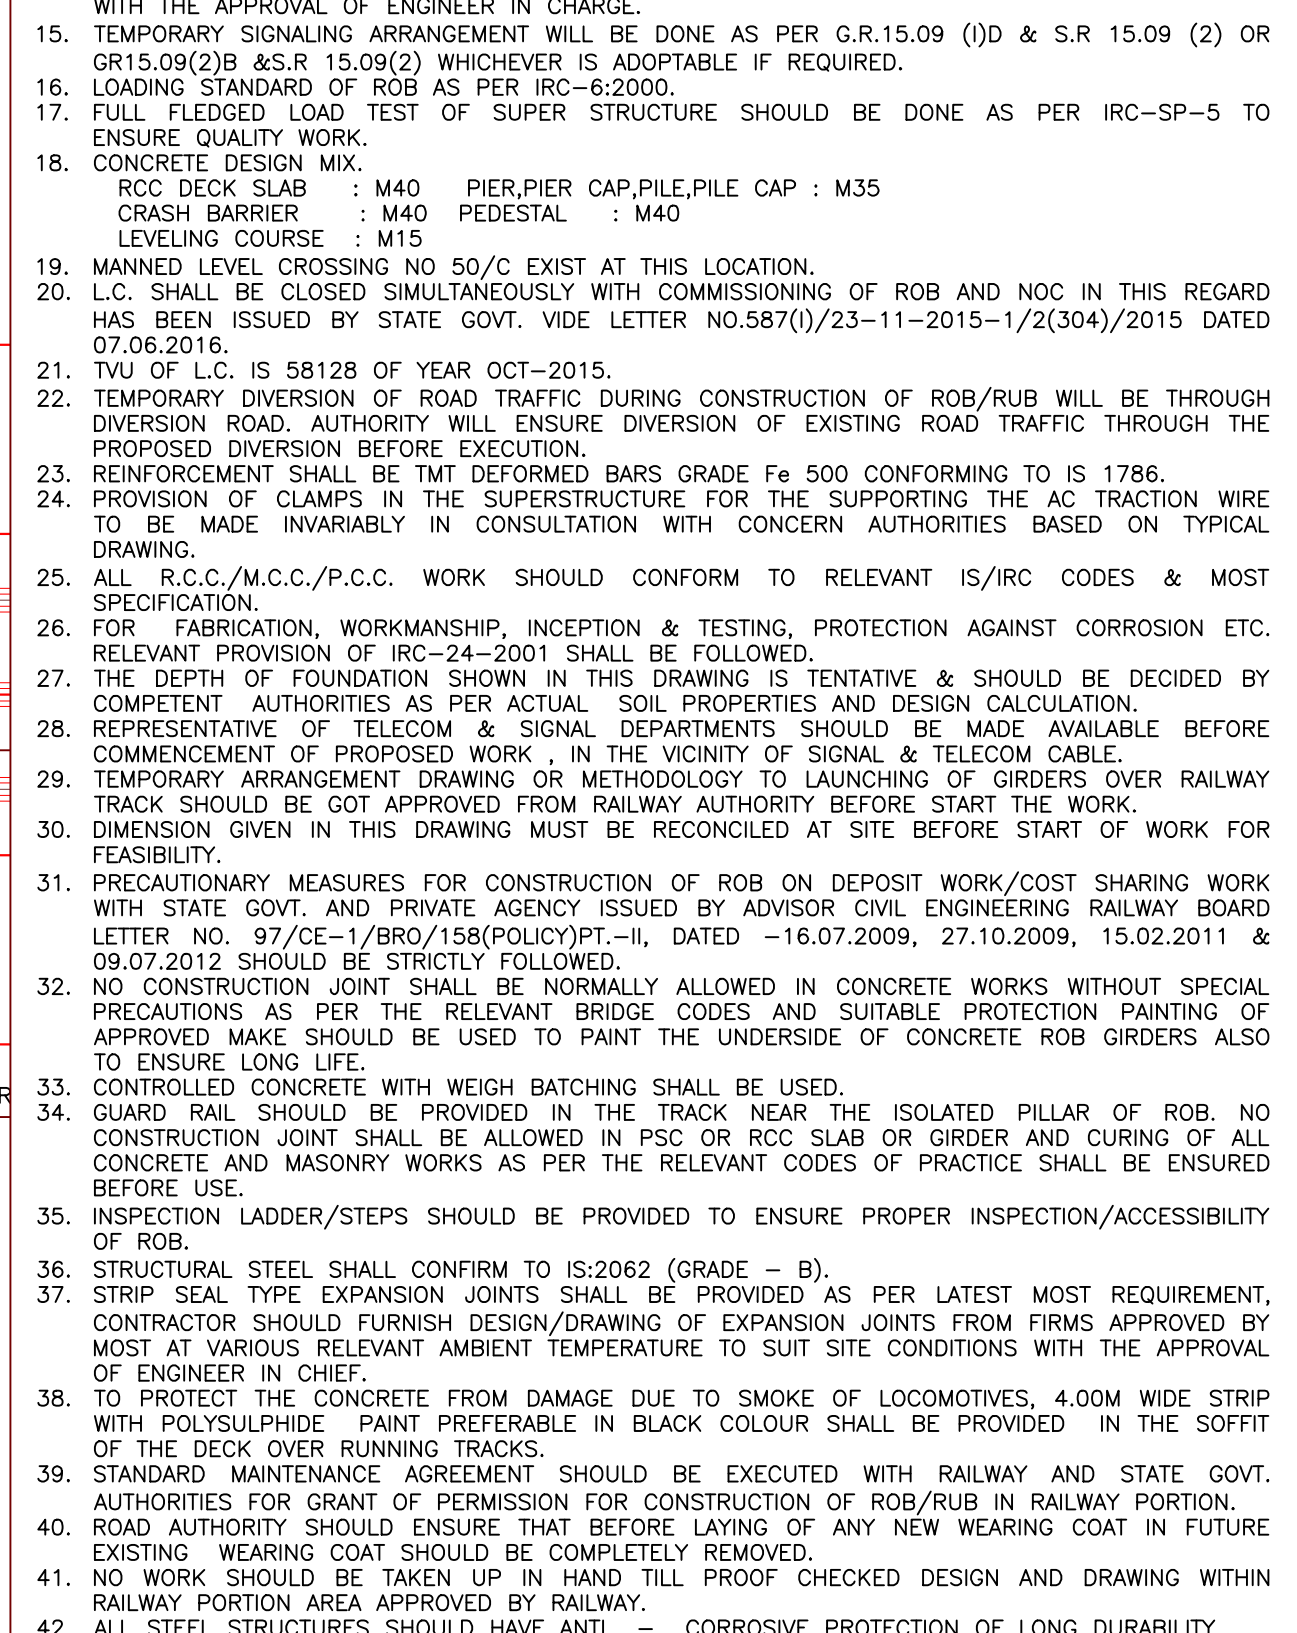 WITH THE APPROVAL OF ENGINEER IN CHARGE.
15. TEMPORARY SIGNALING ARRANGEMENT WILL BE DONE AS PER G.R.15.09 (I)D & S.R 15.09 (2) OR
GR15.09(2)B &S.R 15.09(2) WHICHEVER IS ADOPTABLE IF REQUIRED.
16. LOADING STANDARD OF ROB AS PER IRC-6:2000.
17. FULL FLEDGED LOAD TEST OF SUPER STRUCTURE SHOULD BE DONE AS PER IRC-SP-5 TO
ENSURE QUALITY WORK.
18. CONCRETE DESIGN MIX.
RCC DECK SLAB : M40 PIER,PIER CAP,PILE,PILE CAP : M35
CRASH BARRIER : M40 PEDESTAL : M40
LEVELING COURSE : M15
19. MANNED LEVEL CROSSING NO 50/C EXIST AT THIS LOCATION.
20. L.C. SHALL BE CLOSED SIMULTANEOUSLY WITH COMMISSIONING OF ROB AND NOC IN THIS REGARD
HAS BEEN ISSUED BY STATE GOVT. VIDE LETTER NO.587(I)/23-11-2015-1/2(304)/2015 DATED
07.06.2016.
21. TVU OF L.C. IS 58128 OF YEAR OCT-2015.
22. TEMPORARY DIVERSION OF ROAD TRAFFIC DURING CONSTRUCTION OF ROB/RUB WILL BE THROUGH
DIVERSION ROAD. AUTHORITY WILL ENSURE DIVERSION OF EXISTING ROAD TRAFFIC THROUGH THE
PROPOSED DIVERSION BEFORE EXECUTION.
23. REINFORCEMENT SHALL BE TMT DEFORMED BARS GRADE Fe 500 CONFORMING TO IS 1786.
24. PROVISION OF CLAMPS IN THE SUPERSTRUCTURE FOR THE SUPPORTING THE AC TRACTION WIRE
TO BE MADE INVARIABLY IN CONSULTATION WITH CONCERN AUTHORITIES BASED ON TYPICAL
DRAWING.
25. ALL R.C.C./M.C.C./P.C.C. WORK SHOULD CONFORM TO RELEVANT IS/IRC CODES & MOST
SPECIFICATION.
26. FOR FABRICATION, WORKMANSHIP, INCEPTION & TESTING, PROTECTION AGAINST CORROSION ETC.
RELEVANT PROVISION OF IRC-24-2001 SHALL BE FOLLOWED.
27. THE DEPTH OF FOUNDATION SHOWN IN THIS DRAWING IS TENTATIVE & SHOULD BE DECIDED BY
COMPETENT AUTHORITIES AS PER ACTUAL SOIL PROPERTIES AND DESIGN CALCULATION.
28. REPRESENTATIVE OF TELECOM & SIGNAL DEPARTMENTS SHOULD BE MADE AVAILABLE BEFORE
COMMENCEMENT OF PROPOSED WORK , IN THE VICINITY OF SIGNAL & TELECOM CABLE.
29. TEMPORARY ARRANGEMENT DRAWING OR METHODOLOGY TO LAUNCHING OF GIRDERS OVER RAILWAY
TRACK SHOULD BE GOT APPROVED FROM RAILWAY AUTHORITY BEFORE START THE WORK.
30. DIMENSION GIVEN IN THIS DRAWING MUST BE RECONCILED AT SITE BEFORE START OF WORK FOR
FEASIBILITY.
31. PRECAUTIONARY MEASURES FOR CONSTRUCTION OF ROB ON DEPOSIT WORK/COST SHARING WORK
WITH STATE GOVT. AND PRIVATE AGENCY ISSUED BY ADVISOR CIVIL ENGINEERING RAILWAY BOARD
LETTER NO. 97/CE-1/BRO/158(POLICY)PT.-II, DATED -16.07.2009, 27.10.2009, 15.02.2011 &
09.07.2012 SHOULD BE STRICTLY FOLLOWED.
32. NO CONSTRUCTION JOINT SHALL BE NORMALLY ALLOWED IN CONCRETE WORKS WITHOUT SPECIAL
PRECAUTIONS AS PER THE RELEVANT BRIDGE CODES AND SUITABLE PROTECTION PAINTING OF
APPROVED MAKE SHOULD BE USED TO PAINT THE UNDERSIDE OF CONCRETE ROB GIRDERS ALSO
TO ENSURE LONG LIFE.
R
33. CONTROLLED CONCRETE WITH WEIGH BATCHING SHALL BE USED.
34. GUARD RAIL SHOULD BE PROVIDED IN THE TRACK NEAR THE ISOLATED PILLAR OF ROB. NO
CONSTRUCTION JOINT SHALL BE ALLOWED IN PSC OR RCC SLAB OR GIRDER AND CURING OF ALL
CONCRETE AND MASONRY WORKS AS PER THE RELEVANT CODES OF PRACTICE SHALL BE ENSURED
BEFORE USE.
35. INSPECTION LADDER/STEPS SHOULD BE PROVIDED TO ENSURE PROPER INSPECTION/ACCESSIBILITY
OF ROB.
36. STRUCTURAL STEEL SHALL CONFIRM TO IS:2062 (GRADE - B).
37. STRIP SEAL TYPE EXPANSION JOINTS SHALL BE PROVIDED AS PER LATEST MOST REQUIREMENT,
CONTRACTOR SHOULD FURNISH DESIGN/DRAWING OF EXPANSION JOINTS FROM FIRMS APPROVED BY
MOST AT VARIOUS RELEVANT AMBIENT TEMPERATURE TO SUIT SITE CONDITIONS WITH THE APPROVAL
OF ENGINEER IN CHIEF.
38. TO PROTECT THE CONCRETE FROM DAMAGE DUE TO SMOKE OF LOCOMOTIVES, 4.00M WIDE STRIP
WITH POLYSULPHIDE PAINT PREFERABLE IN BLACK COLOUR SHALL BE PROVIDED IN THE SOFFIT
OF THE DECK OVER RUNNING TRACKS.
39. STANDARD MAINTENANCE AGREEMENT SHOULD BE EXECUTED WITH RAILWAY AND STATE GOVT.
AUTHORITIES FOR GRANT OF PERMISSION FOR CONSTRUCTION OF ROB/RUB IN RAILWAY PORTION.
40. ROAD AUTHORITY SHOULD ENSURE THAT BEFORE LAYING OF ANY NEW WEARING COAT IN FUTURE
EXISTING WEARING COAT SHOULD BE COMPLETELY REMOVED.
41. NO WORK SHOULD BE TAKEN UP IN HAND TILL PROOF CHECKED DESIGN AND DRAWING WITHIN
RAILWAY PORTION AREA APPROVED BY RAILWAY.
42. ALL STEEL STRUCTURES SHOULD HAVE ANTI - CORROSIVE PROTECTION OF LONG DURABILITY